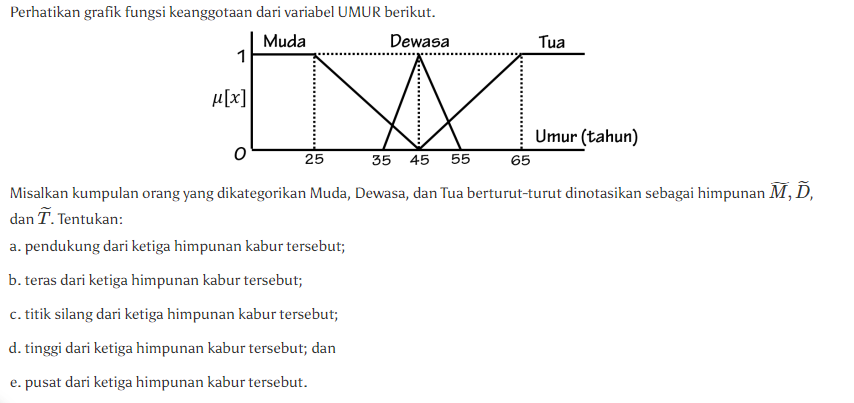 Perhatikan grafik fungsi keanggotaan dari variabel UMUR berikut.
Muda Dewasa Tua
1
μ[x]
Umur (tahun)
0
25 35 45 55 65
Misalkan kumpulan orang yang dikategorikan Muda, Dewasa, dan Tua berturut-turut dinotasikan sebagai himpunan M̃, D̃,
dan T̃. Tentukan:
a. pendukung dari ketiga himpunan kabur tersebut;
b. teras dari ketiga himpunan kabur tersebut;
c. titik silang dari ketiga himpunan kabur tersebut;
d. tinggi dari ketiga himpunan kabur tersebut; dan
e. pusat dari ketiga himpunan kabur tersebut.